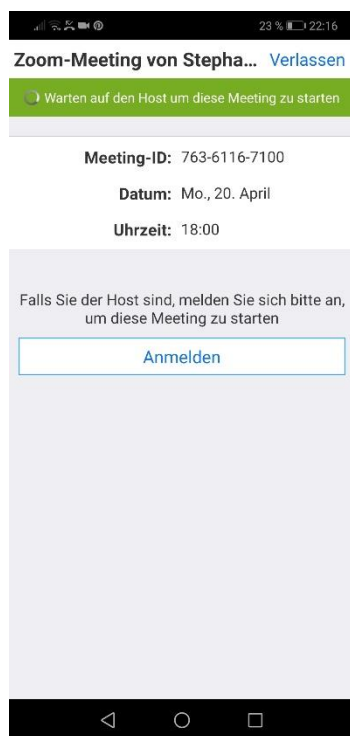 23 % 22:16
Zoom-Meeting von Stepha... Verlassen
Warten auf den Host um diese Meeting zu starten
Meeting-ID: 763-6116-7100
Datum: Mo., 20. April
Uhrzeit: 18:00
Falls Sie der Host sind, melden Sie sich bitte an,
um diese Meeting zu starten
Anmelden